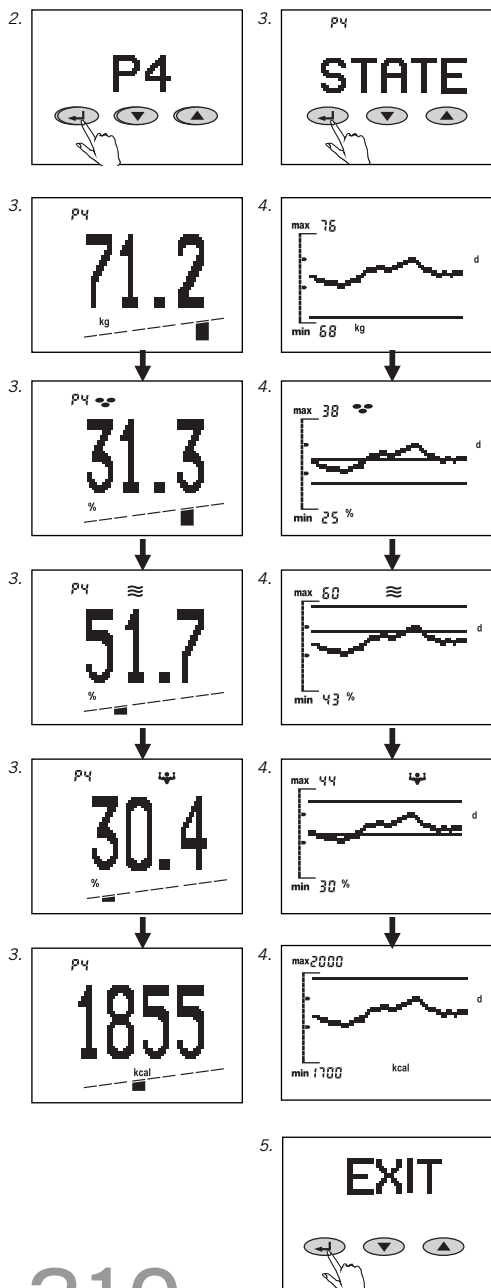 2.
P4
3.
P4
STATE
3.
P4
71.2
kg
4.
max 76
d
min 68 kg
3.
P4
31.3
%
4.
max 38
d
min 25 %
3.
P4
51.7
%
4.
max 60
d
min 43 %
3.
P4
30.4
%
4.
max 44
d
min 30 %
3.
P4
1855
kcal
4.
max 2000
d
min 1700 kcal
5.
EXIT